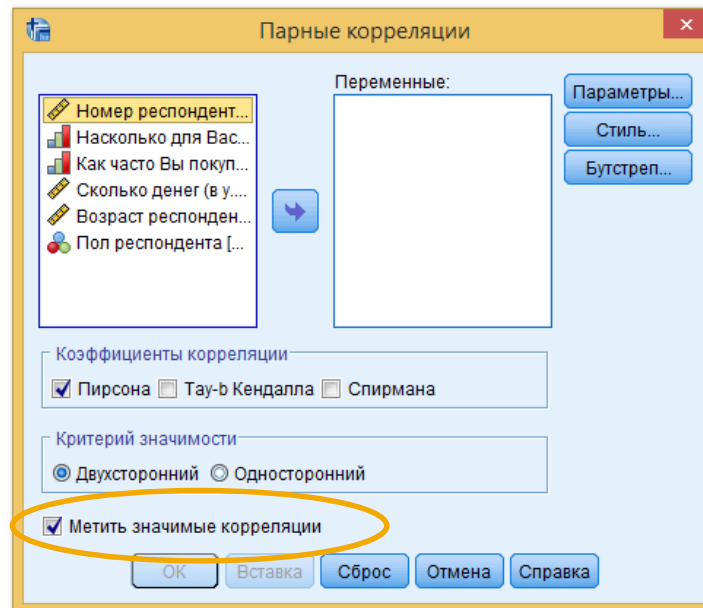 Парные корреляции
Переменные:
Номер респондент...
Насколько для Вас...
Как часто Вы покуп...
Сколько денег (в у....
Возраст респонден...
Пол респондента [...
Параметры...
Стиль...
Бутстреп...
Коэффициенты корреляции
Пирсона Тау-b Кендалла Спирмана
Критерий значимости
Двухсторонний Односторонний
Метить значимые корреляции
ОК Вставка Сброс Отмена Справка